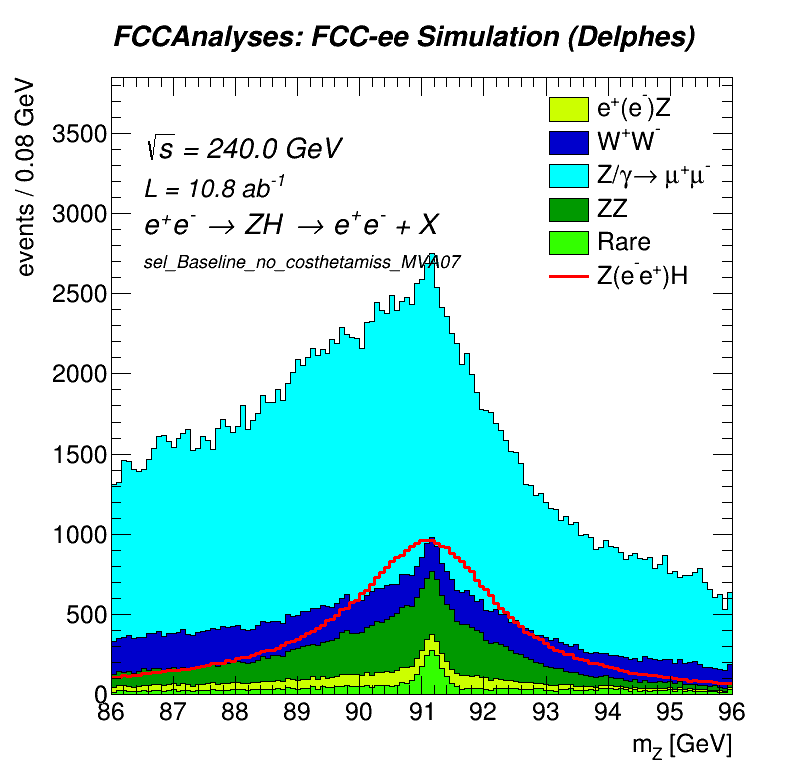 FCCAnalyses: FCC-ee Simulation (Delphes)
events / 0.08 GeV
√s = 240.0 GeV
L = 10.8 ab⁻¹
e⁺e⁻ → ZH → e⁺e⁻ + X
sel_Baseline_no_costhetamiss_MVA07
e⁺(e⁻)Z
W⁺W⁻
Z/γ→ μ⁺μ⁻
ZZ
Rare
Z(e⁻e⁺)H
3500
3000
2500
2000
1500
1000
500
0
86 87 88 89 90 91 92 93 94 95 96
m_Z [GeV]